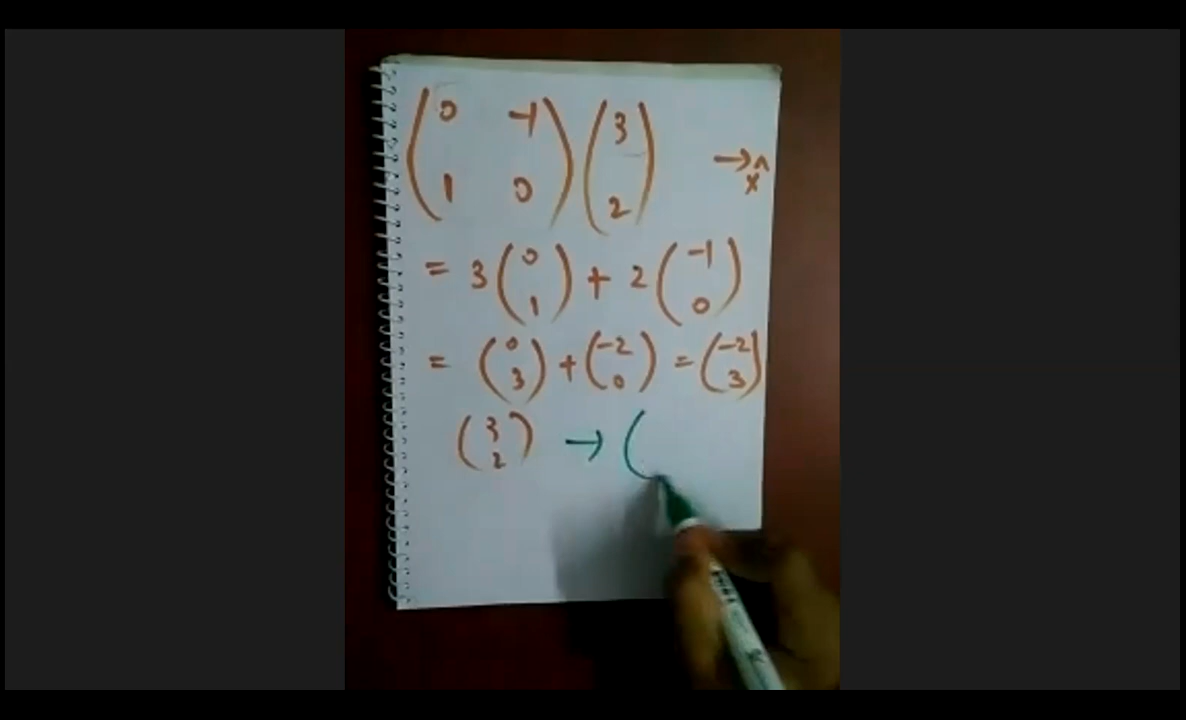 (0 -1) (3) → x̂
(1 0) (2)
= 3 (0) + 2 (-1)
(1) (0)
= (0) + (-2) = (-2)
(3) (0) (3)
(3) → (
(2)